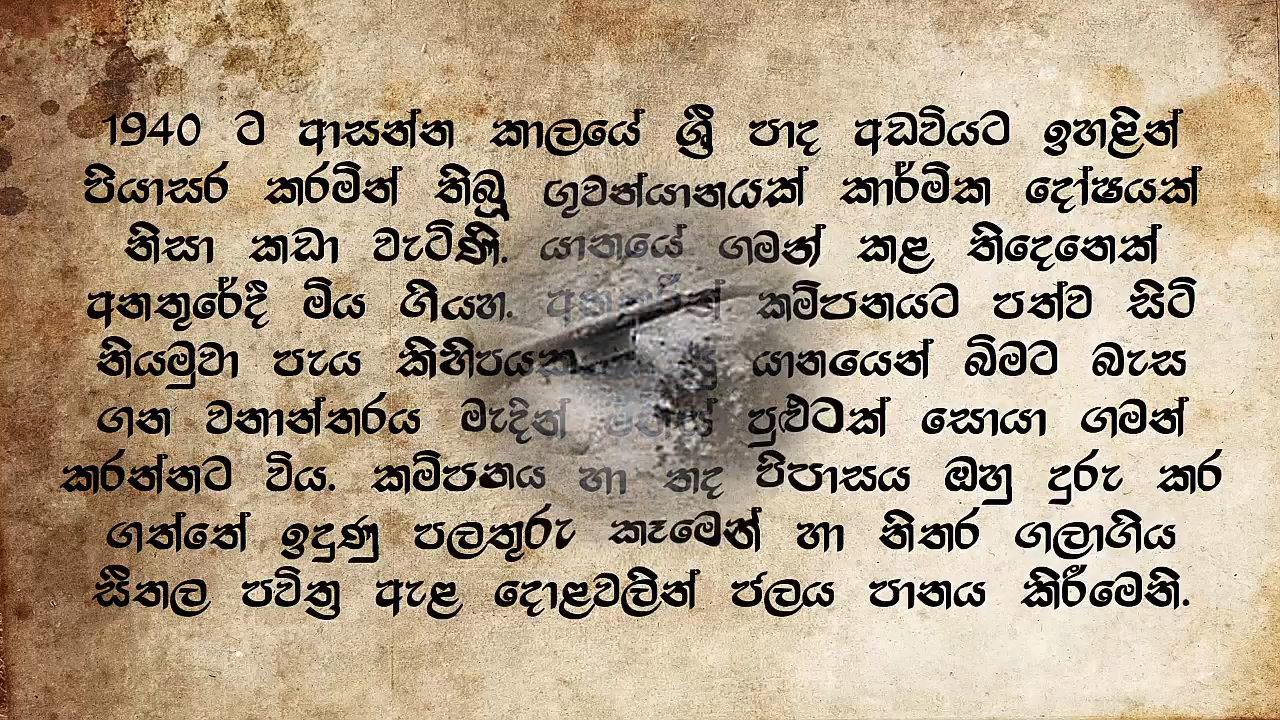 1940 ට ආසන්න කාලයේ ශ්‍රී පාද අඩවියට ඉහළින්
පියාසර කරමින් තිබූ ගුවන්යානයක් කාර්මික දෝෂයක්
නිසා කඩා වැටිණි. යානයේ ගමන් කළ තිදෙනෙක්
අනතුරේදී මිය ගියහ. කම්පනයට පත්ව සිටි
නියමුවා පැය යානයෙන් බිමට බැස
ගත වනාන්තරය මැදින් පුළුටක් සොයා ගමන්
කරන්නට විය. කම්පනය හා තද පිපාසය ඔහු දුරු කර
ගත්තේ ඉදුණු පලතුරු කෑමෙන් හා නිතර ගලාගිය
සීතල පවිත්‍ර ඇළ දොළවලින් ජලය පානය කිරීමෙනි.